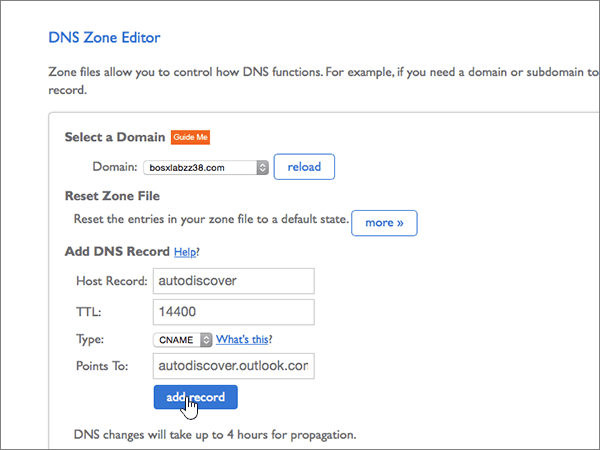 DNS Zone Editor
Zone files allow you to control how DNS functions. For example, if you need a domain or subdomain to
record.
Select a Domain Guide Me
Domain: bosxlabzz38.com reload
Reset Zone File
Reset the entries in your zone file to a default state. more »
Add DNS Record Help?
Host Record: autodiscover
TTL: 14400
Type: CNAME What's this?
Points To: autodiscover.outlook.com
add record
DNS changes will take up to 4 hours for propagation.